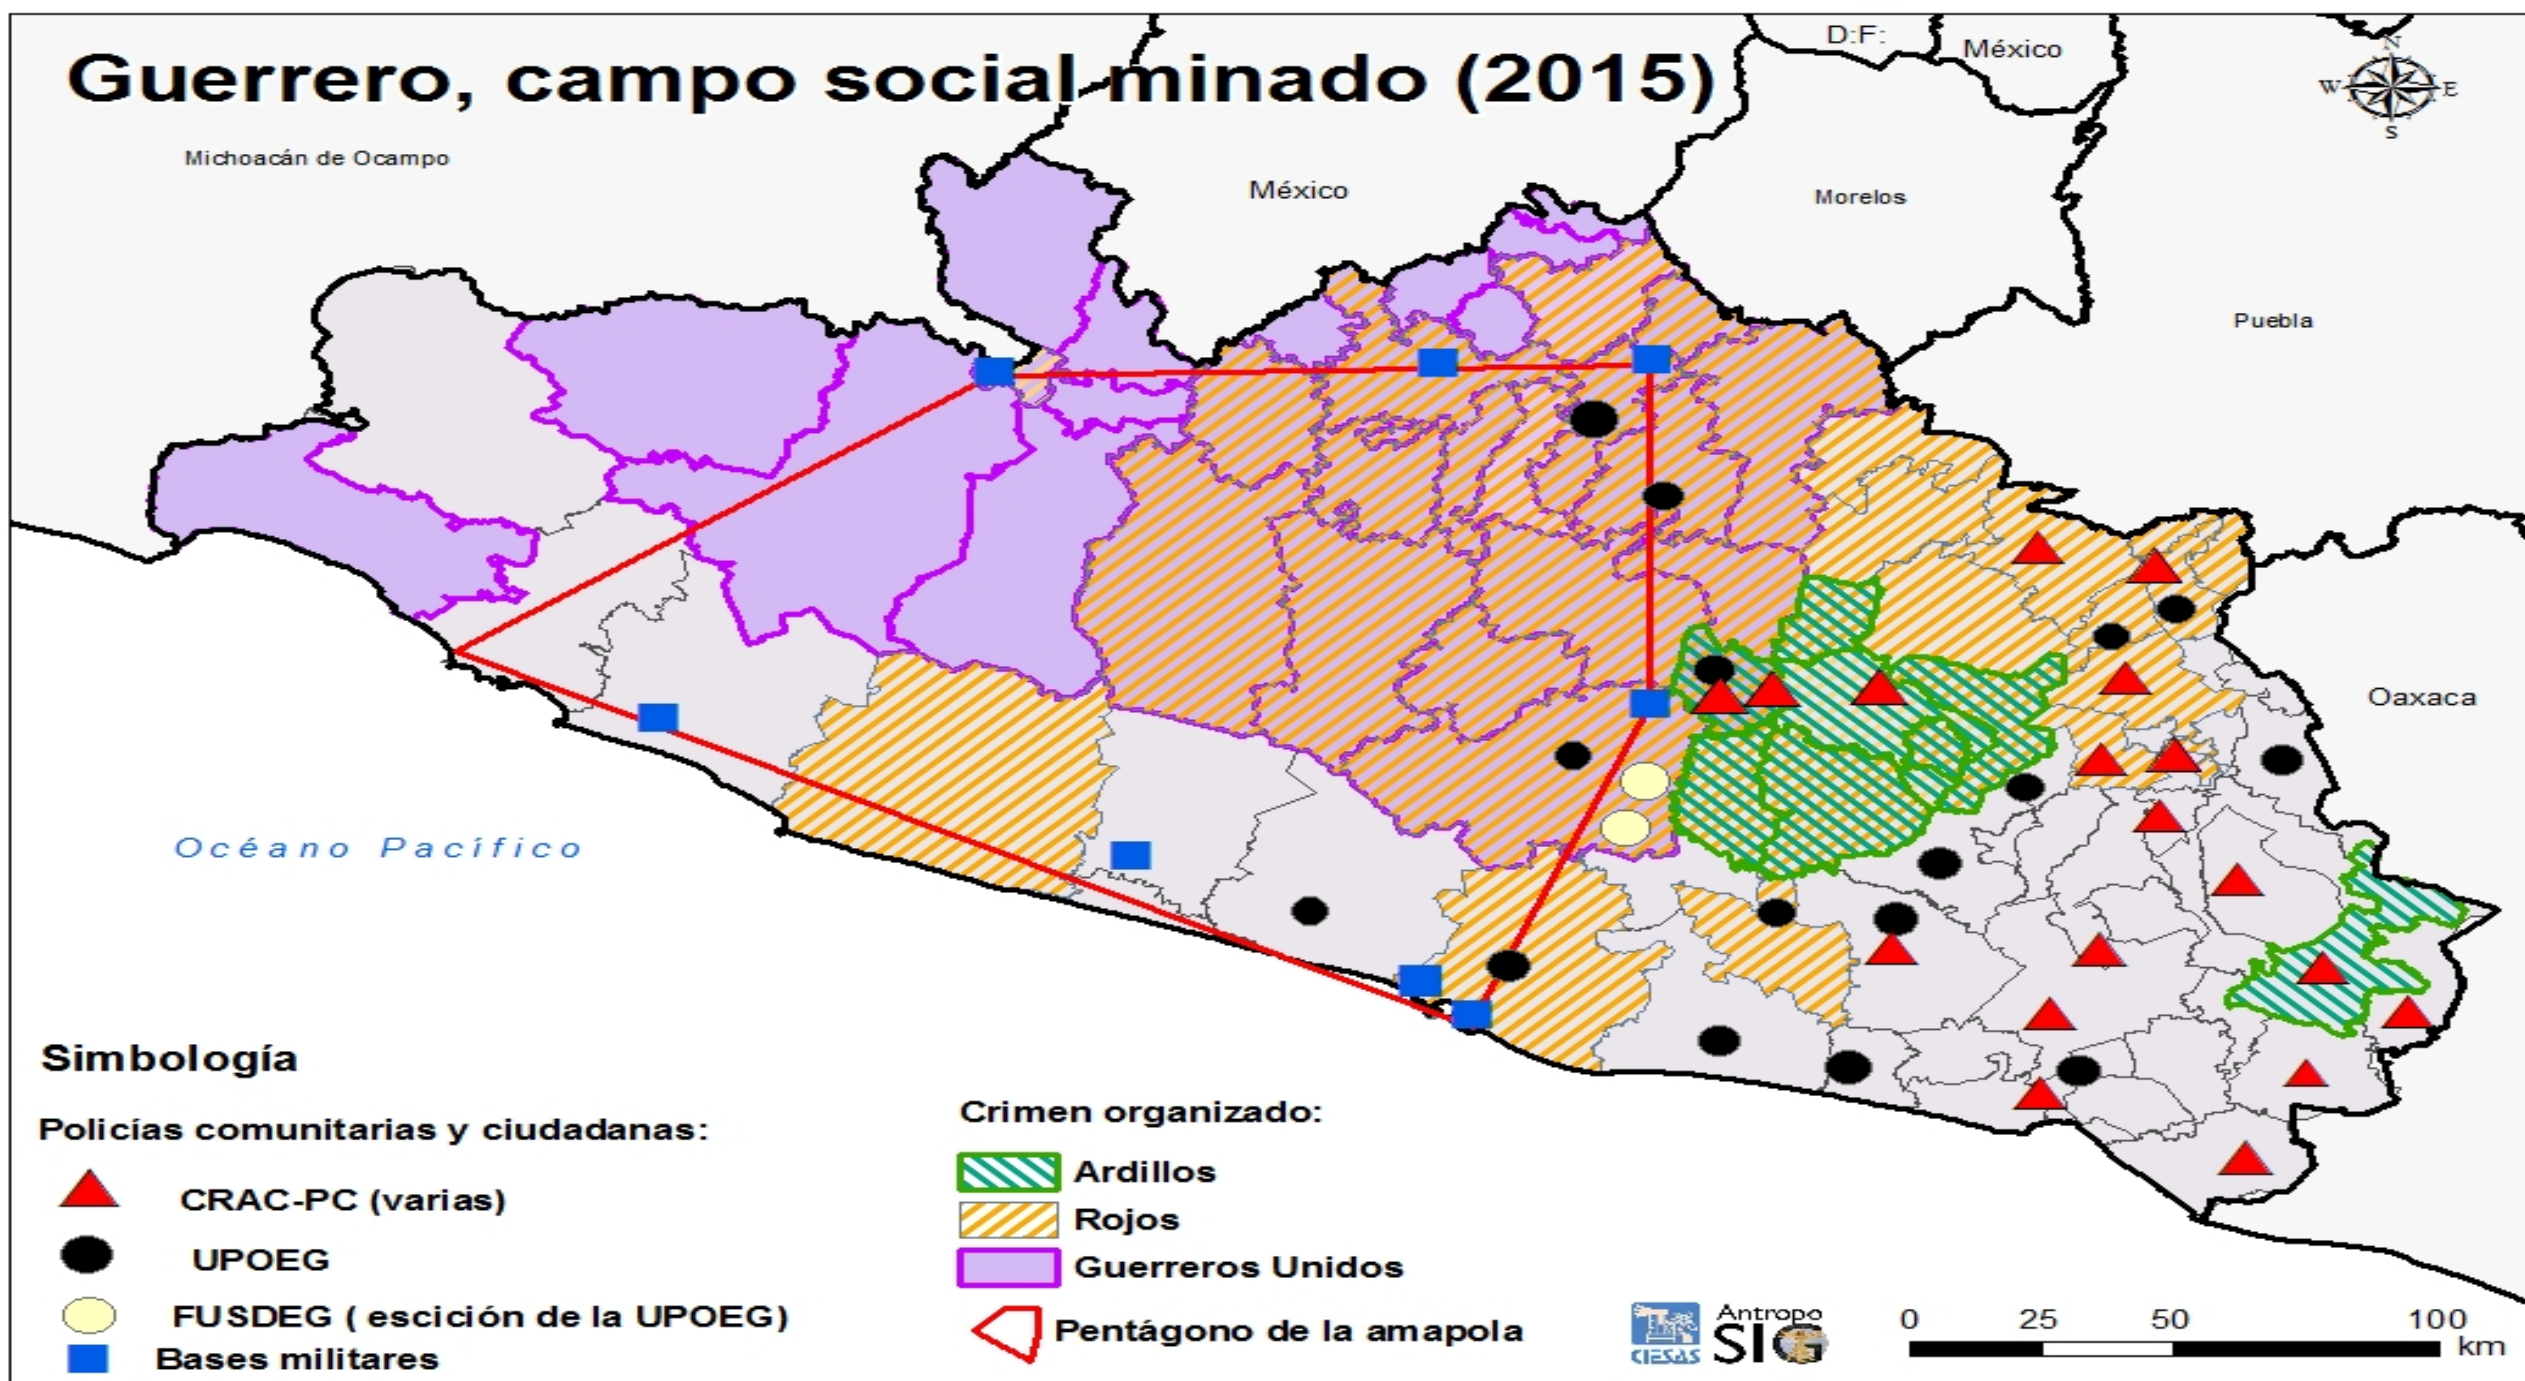 Guerrero, campo social minado (2015)
D:F:
México
N
W E
S
Michoacán de Ocampo
México
Morelos
Puebla
Oaxaca
Océano Pacífico
Simbología
Policías comunitarias y ciudadanas:
CRAC-PC (varias)
UPOEG
FUSDEG ( escición de la UPOEG)
Bases militares
Crimen organizado:
Ardillos
Rojos
Guerreros Unidos
Pentágono de la amapola
CIESAS
Antropo
SIG
0 25 50 100
km